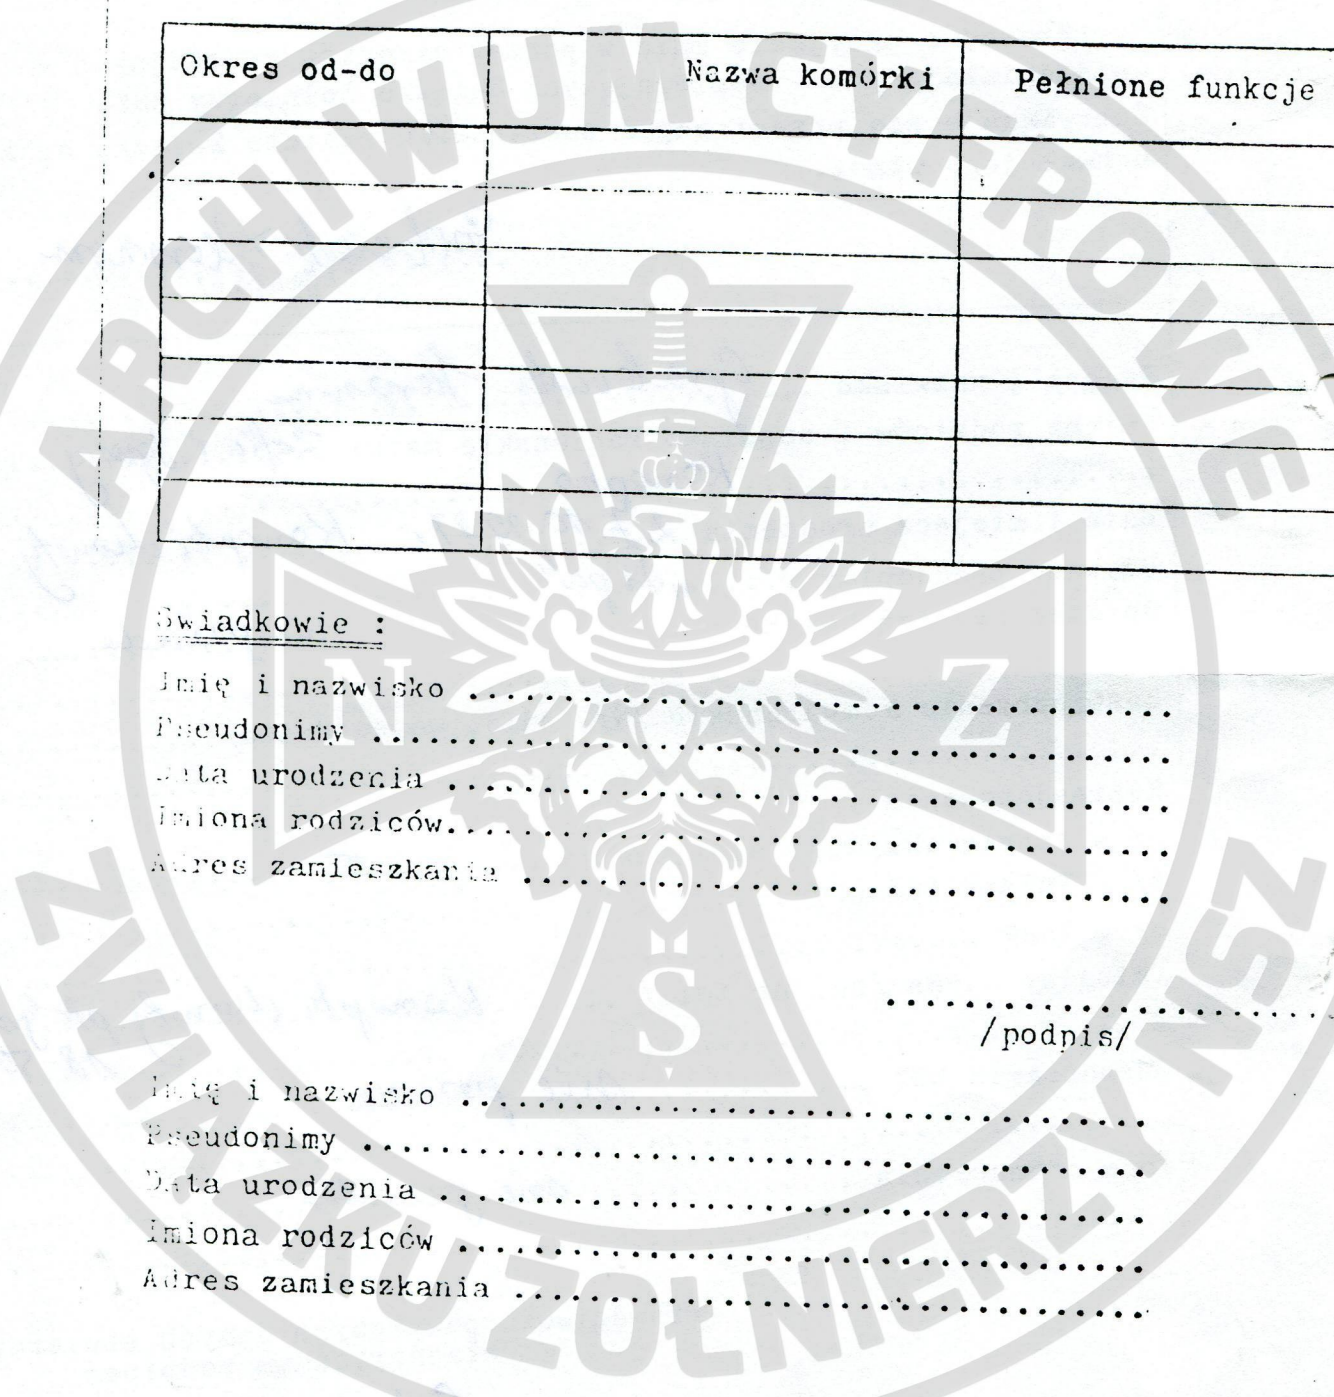 Okres od-do Nazwa komórki Pełnione funkcje
Swiadkowie :
Imię i nazwisko ..............................
Pseudonimy ..............................
Data urodzenia ..............................
Imiona rodziców..............................
Adres zamieszkania ..............................
..............................
/podpis/
Imię i nazwisko ..............................
Pseudonimy ..............................
Data urodzenia ..............................
Imiona rodziców ..............................
Adres zamieszkania ..............................
ARCHIWUM CYFROWE
ZWIĄZKU ŻOŁNIERZY NSZ
N Z
S